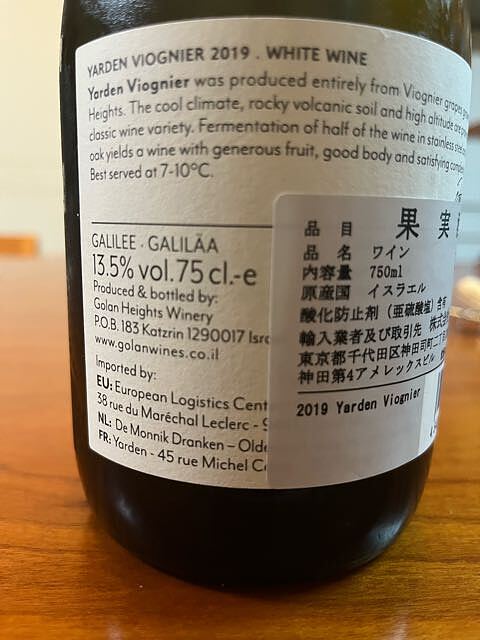 YARDEN VIOGNIER 2019 . WHITE WINE
Yarden Viognier was produced entirely from Viognier grapes
Heights. The cool climate, rocky volcanic soil and high altitude are
classic wine variety. Fermentation of half of the wine in stainless
oak yields a wine with generous fruit, good body and satisfying
Best served at 7-10°C.
GALILEE . GALILÄA
13.5% vol. 75 cl.-e
Produced & bottled by:
Golan Heights Winery
P.O.B. 183 Katzrin 1290017
www.golanwines.co.il
Imported by:
EU: European Logistics
38 rue du Maréchal Leclerc -
NL: De Monnik Dranken –
FR: Yarden - 45 rue Michel
品 目 果 実
品 名 ワイン
内容量 750ml
原産国 イスラエル
酸化防止剤(亜硫酸塩)含有
輸入業者及び取引先
東京都千代田区神田司町二丁
神田第4アメレックスビル
2019 Yarden Viognier